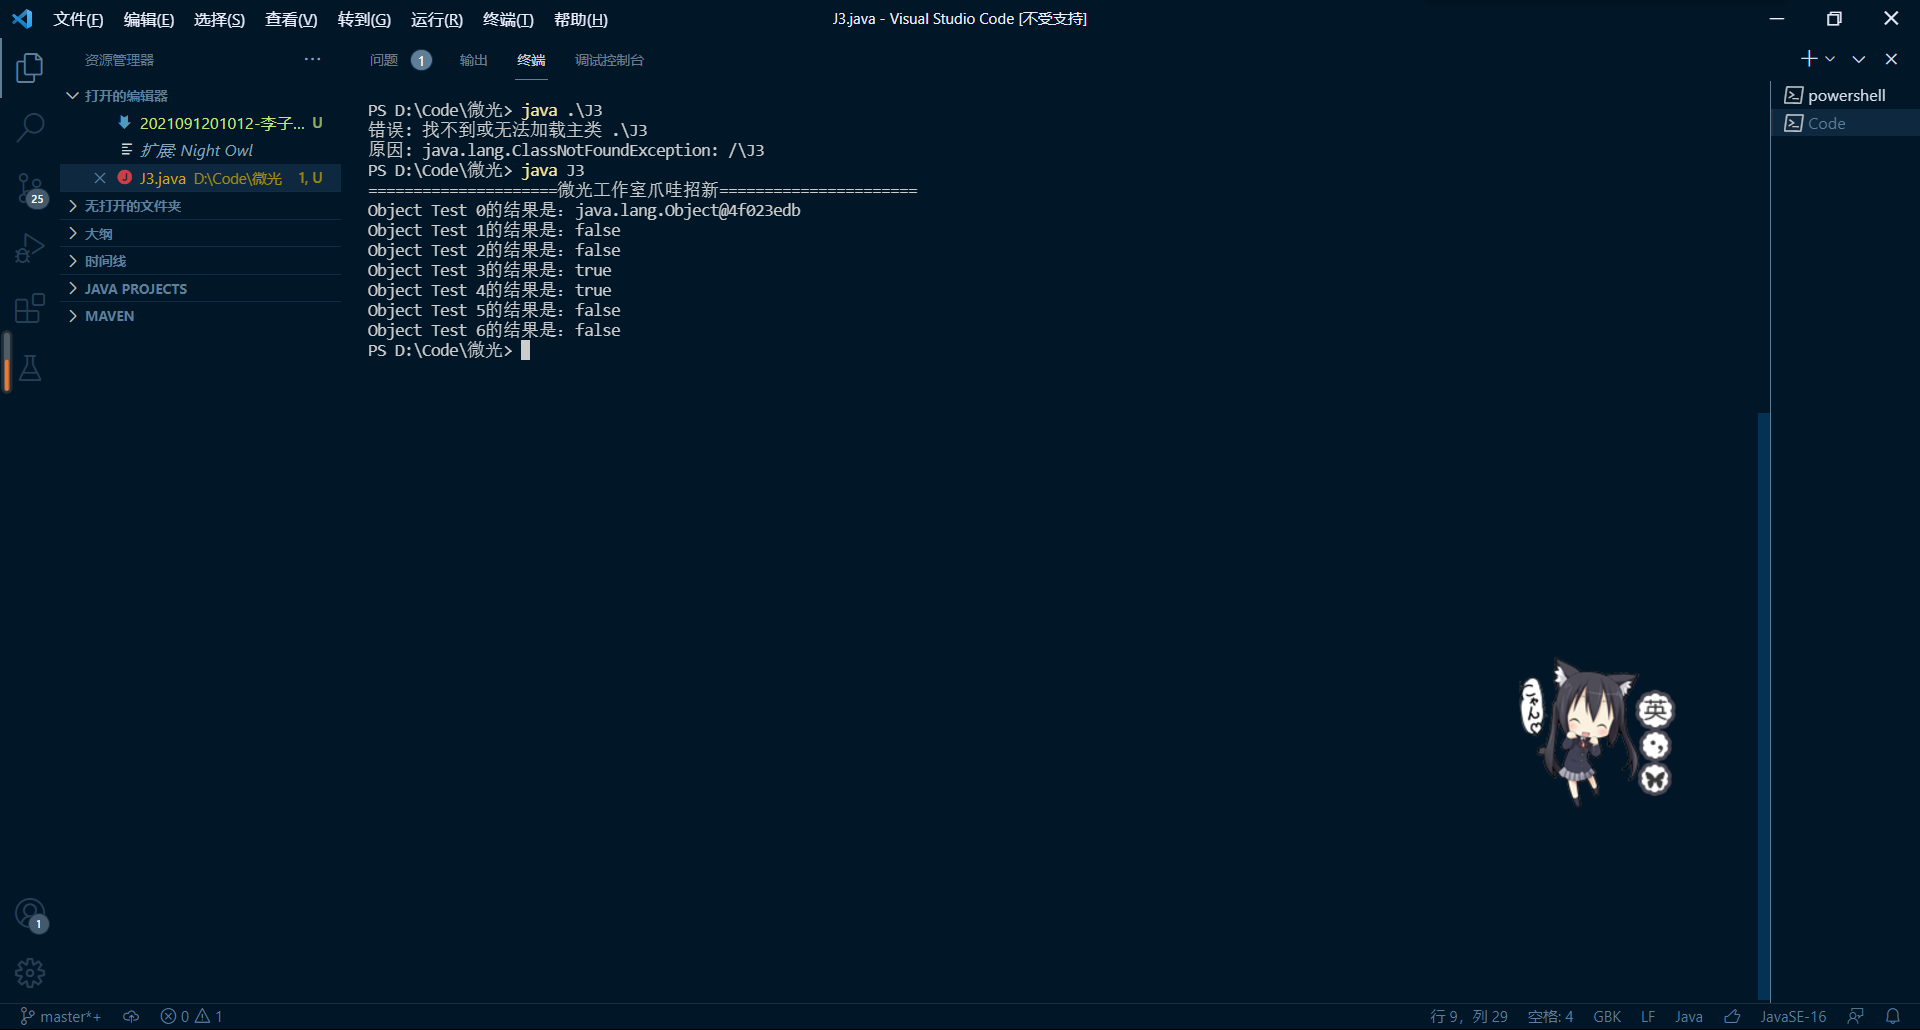 文件(F) 编辑(E) 选择(S) 查看(V) 转到(G) 运行(R) 终端(T) 帮助(H)
J3.java - Visual Studio Code [不受支持]
资源管理器
打开的编辑器
2021091201012-李子... U
扩展: Night Owl
J3.java D:\Code\微光 1, U
无打开的文件夹
大纲
时间线
JAVA PROJECTS
MAVEN
25
1
问题 1 输出 终端 调试控制台
PS D:\Code\微光> java .\J3
错误: 找不到或无法加载主类 .\J3
原因: java.lang.ClassNotFoundException: /\J3
PS D:\Code\微光> java J3
=====================微光工作室爪哇招新======================
Object Test 0的结果是: java.lang.Object@4f023edb
Object Test 1的结果是: false
Object Test 2的结果是: false
Object Test 3的结果是: true
Object Test 4的结果是: true
Object Test 5的结果是: false
Object Test 6的结果是: false
PS D:\Code\微光>
powershell
Code
にゃん♡
英
master*+ 0 1
行 9, 列 29 空格: 4 GBK LF Java JavaSE-16